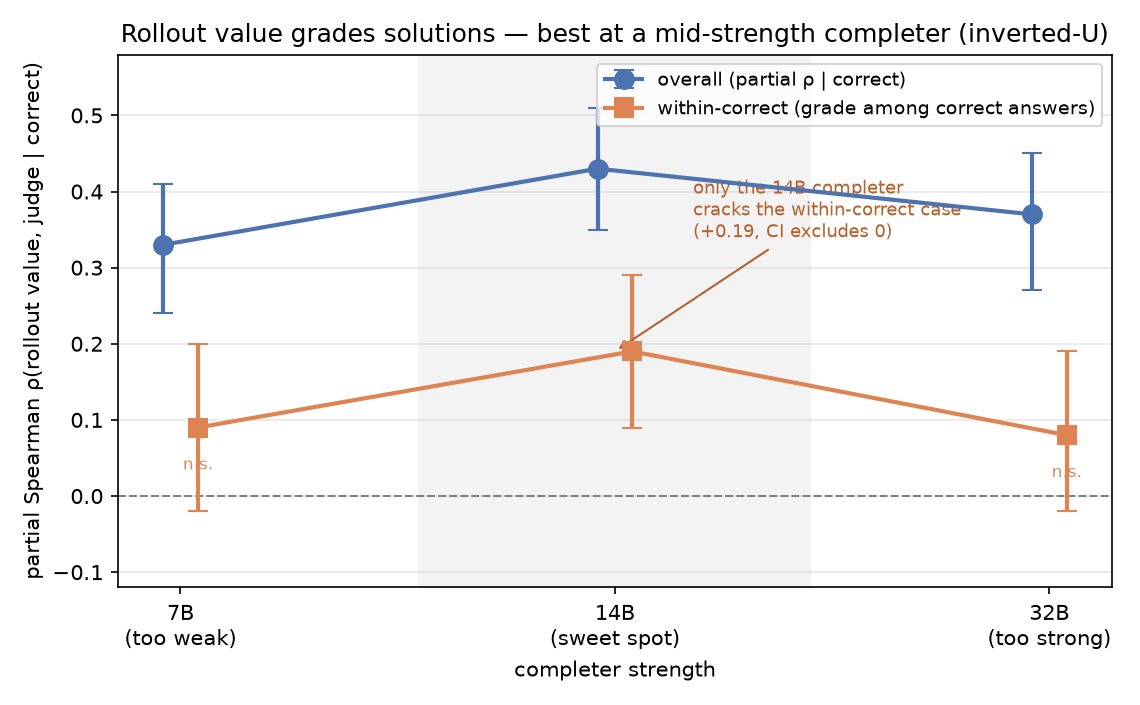 Rollout value grades solutions — best at a mid-strength completer (inverted-U)
overall (partial ρ | correct)
within-correct (grade among correct answers)
partial Spearman ρ(rollout value, judge | correct)
0.5
0.4
0.3
0.2
0.1
0.0
−0.1
only the 14B completer
cracks the within-correct case
(+0.19, CI excludes 0)
n.s.
n.s.
7B
(too weak)
14B
(sweet spot)
32B
(too strong)
completer strength